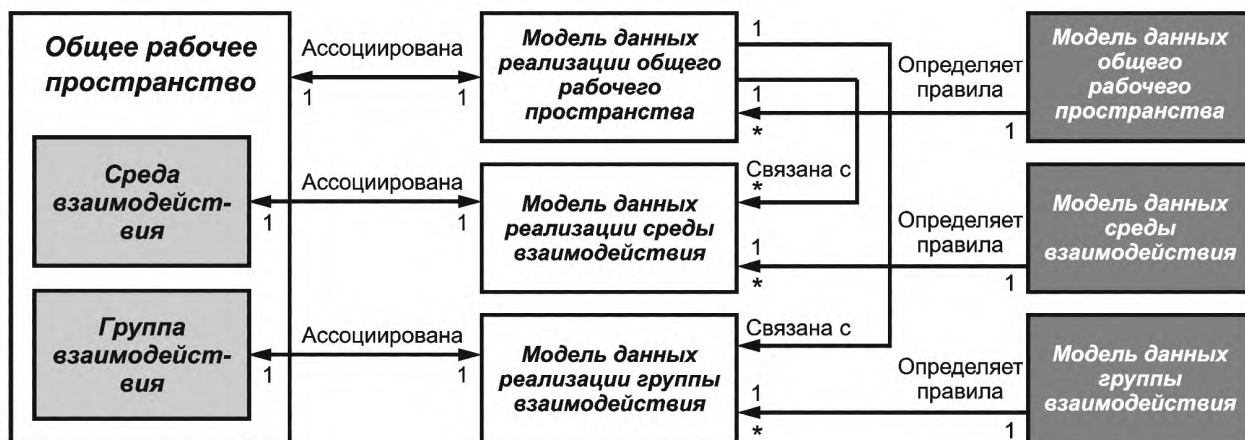 Общее рабочее
пространство
Среда
взаимодейст-
вия
Группа
взаимодейст-
вия
Ассоциирована
1
1
Ассоциирована
1
1
Ассоциирована
1
1
Модель данных
реализации общего
рабочего
пространства
Модель данных
реализации среды
взаимодействия
Модель данных
реализации группы
взаимодействия
1
1
*
Связана с
*
1
*
Связана с
1
*
Определяет
правила
1
Определяет
правила
1
Определяет
правила
1
Модель данных
общего
рабочего
пространства
Модель данных
среды
взаимодействия
Модель данных
группы
взаимодействия